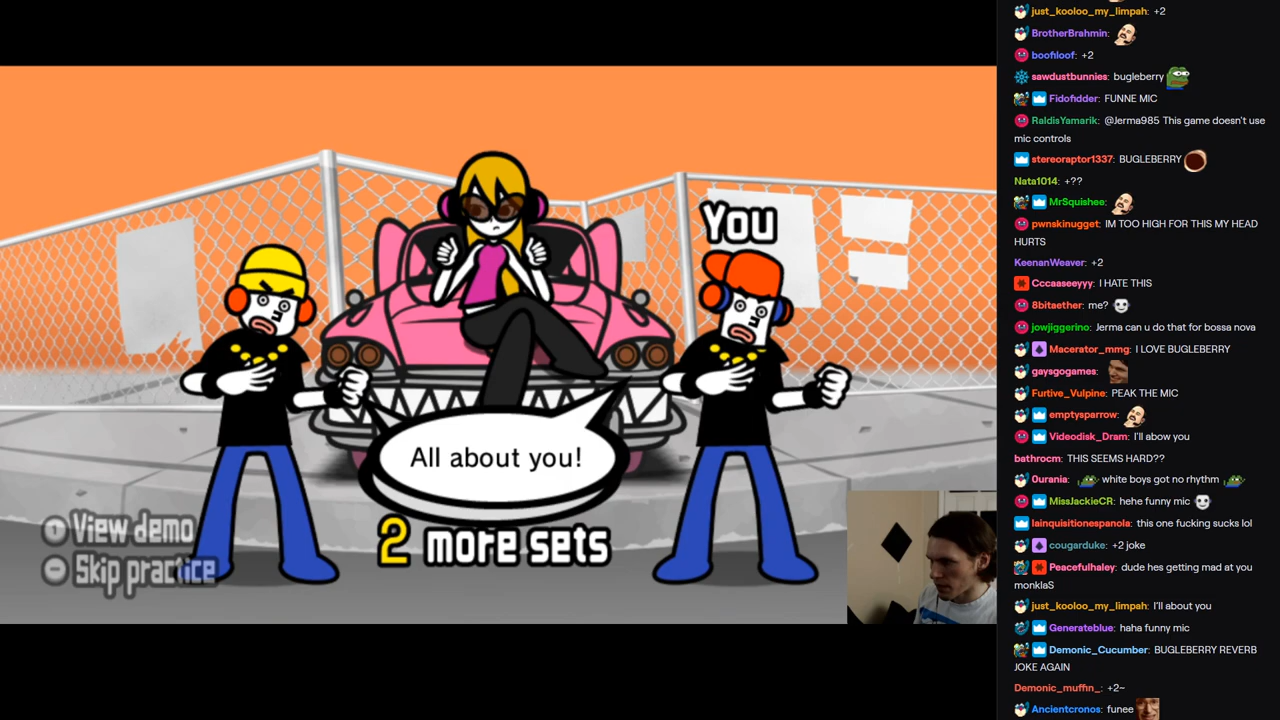 You
All about you!
2 more sets
+ View demo
- Skip practice
just_kooloo_my_limpah: +2
BrotherBrahmin:
boofiloof: +2
sawdustbunnies: bugleberry
Fidofidder: FUNNE MIC
RaldisYamarik: @Jerma985 This game doesn't use
mic controls
stereoraptor1337: BUGLEBERRY
Nata1014: +??
MrSquishee:
pwnskinugget: IM TOO HIGH FOR THIS MY HEAD
HURTS
KeenanWeaver: +2
Cccaaseeyyy: I HATE THIS
8bitaether: me?
jowjiggerino: Jerma can u do that for bossa nova
Macerator_mmg: I LOVE BUGLEBERRY
gaysgogames:
Furtive_Vulpine: PEAK THE MIC
emptysparrow:
Videodisk_Dram: I'll abow you
bathrocm: THIS SEEMS HARD??
0urania: white boys got no rhythm
MissJackieCR: hehe funny mic
lainquisitionespanola: this one fucking sucks lol
cougarduke: +2 joke
Peacefulhaley: dude hes getting mad at you
monklaS
just_kooloo_my_limpah: I'll about you
Generateblue: haha funny mic
Demonic_Cucumber: BUGLEBERRY REVERB
JOKE AGAIN
Demonic_muffin_: +2~
Ancientcronos: funee